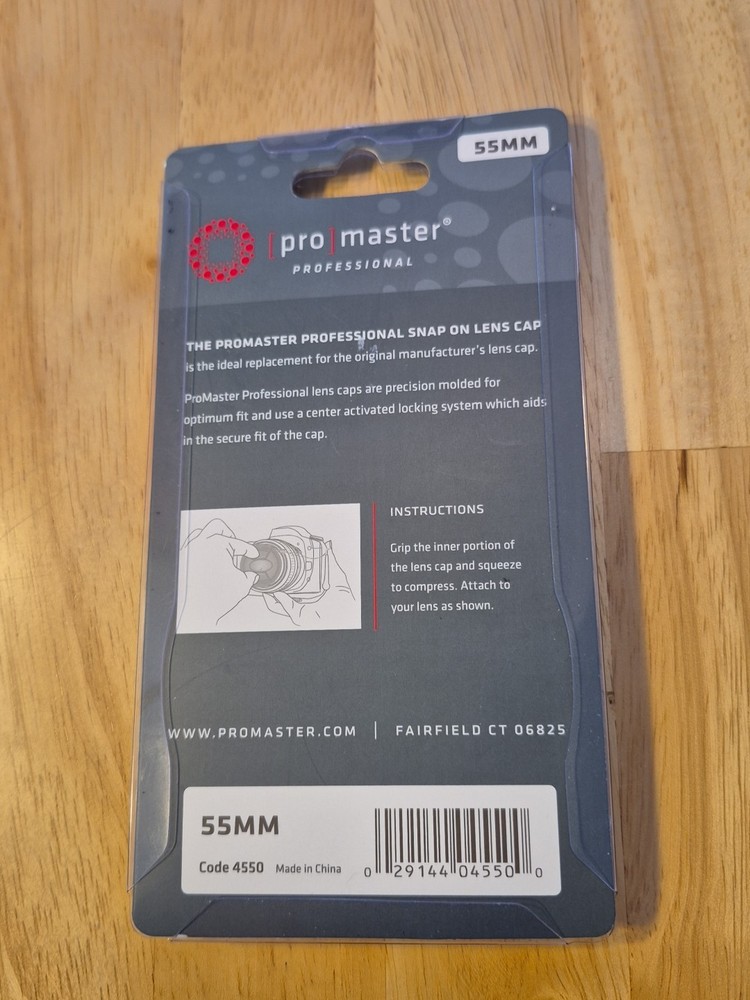 55MM
|pro|master®
PROFESSIONAL
THE PROMASTER PROFESSIONAL SNAP ON LENS CAP
is the ideal replacement for the original manufacturer's lens cap.
ProMaster Professional lens caps are precision molded for
optimum fit and use a center activated locking system which aids
in the secure fit of the cap.
INSTRUCTIONS
Grip the inner portion of
the lens cap and squeeze
to compress. Attach to
your lens as shown.
WWW.PROMASTER.COM | FAIRFIELD CT 06825
55MM
Code 4550 Made in China
0 29144 04550 0